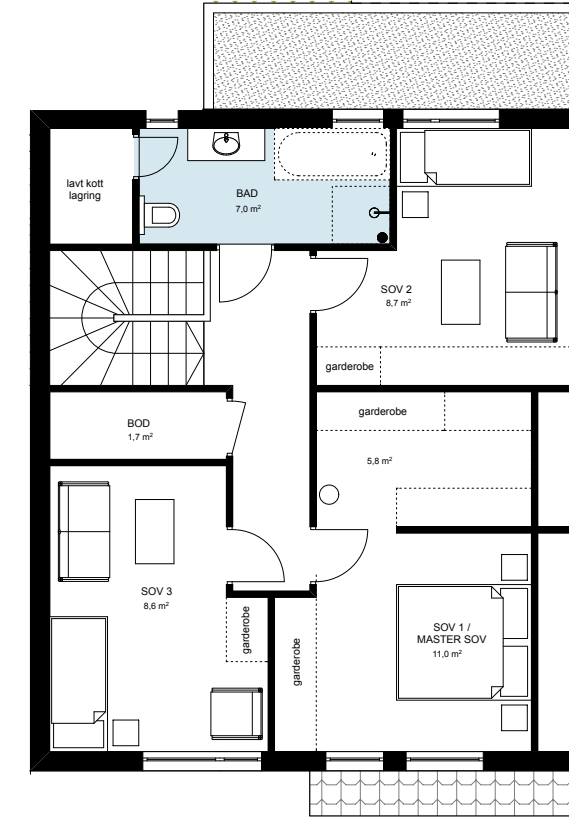 lavt kott
lagring
BAD
7,0 m²
SOV 2
8,7 m²
garderobe
garderobe
BOD
1,7 m²
5,8 m²
SOV 3
8,6 m²
garderobe
garderobe
SOV 1 /
MASTER SOV
11,0 m²